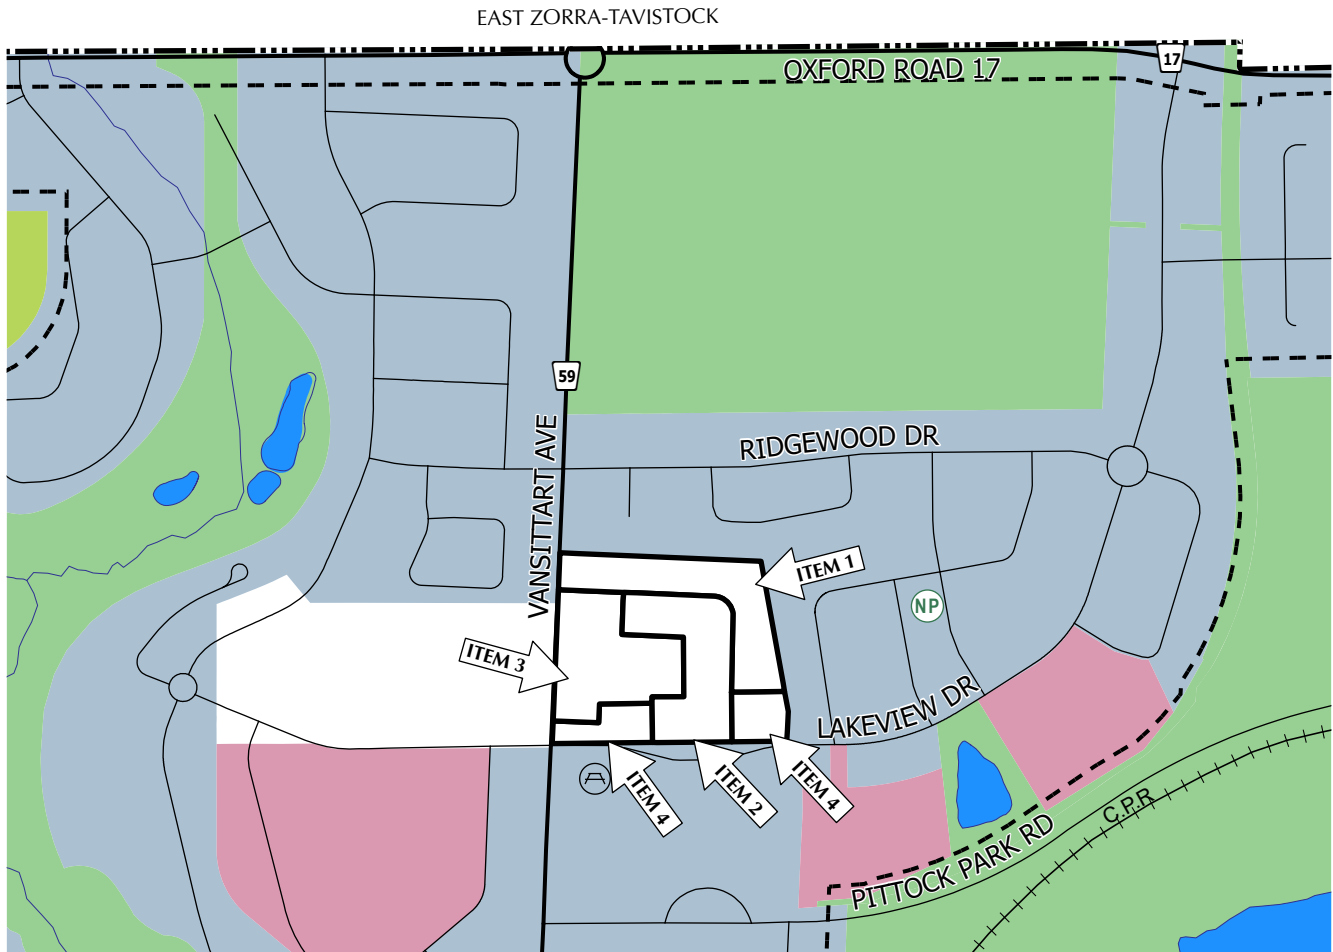 EAST ZORRA-TAVISTOCK
17
OXFORD ROAD 17
59
RIDGEWOOD DR
VANSITTART AVE
ITEM 1
NP
ITEM 3
LAKEVIEW DR
ITEM 4
ITEM 2
ITEM 4
C.P.R
PITTOCK PARK RD